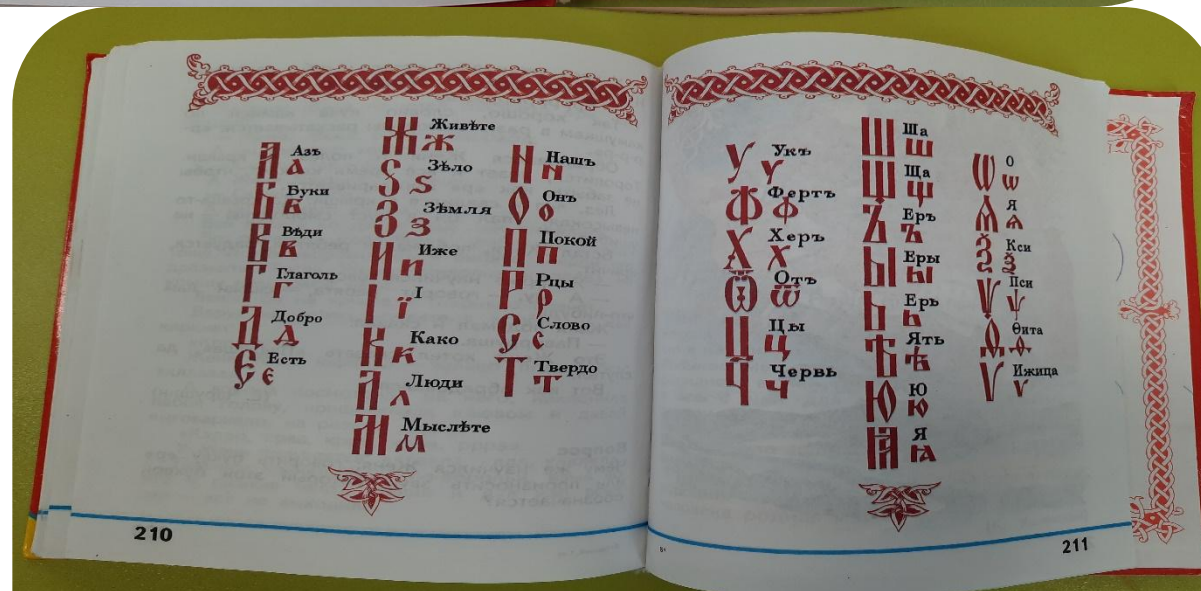 А Азъ а
Б Буки б
В Вѣди в
Г Глаголь г
Д Добро д
Є Есть є
Ж Живѣте ж
Ѕ Зѣло ѕ
З Зѣмля з
И Иже и
І І ї
К Како к
Л Люди л
М Мыслѣте м
Н Нашъ н
О Онъ о
П Покой п
Р Рцы р
С Слово с
Т Твердо т
210
У Укъ у
Ф Фертъ ф
Х Херъ х
Ѿ Отъ ѿ
Ц Цы ц
Ч Червь ч
Ш Ша ш
Щ Ща щ
Ъ Еръ ъ
Ы Еры ы
Ь Ерь ь
Ѣ Ять ѣ
Ю Ю ю
Ꙗ Я ꙗ
Ѡ О ѡ
Ѧ Я ѧ
Ѯ Кси ѯ
Ѱ Пси ѱ
Ѳ Ѳита ѳ
Ѵ Ижица ѵ
211